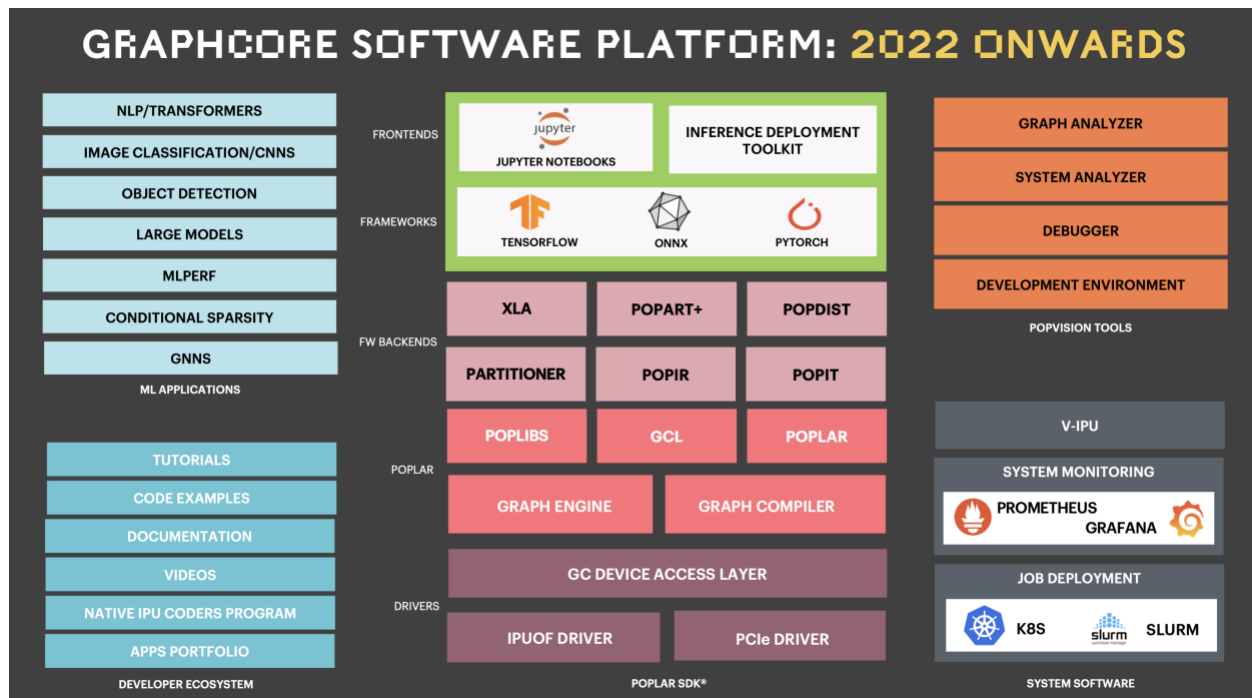 GRAPHCORE SOFTWARE PLATFORM: 2022 ONWARDS
NLP/TRANSFORMERS
IMAGE CLASSIFICATION/CNNS
OBJECT DETECTION
LARGE MODELS
MLPERF
CONDITIONAL SPARSITY
GNNS
ML APPLICATIONS
TUTORIALS
CODE EXAMPLES
DOCUMENTATION
VIDEOS
NATIVE IPU CODERS PROGRAM
APPS PORTFOLIO
DEVELOPER ECOSYSTEM
FRONTENDS
jupyter
JUPYTER NOTEBOOKS
INFERENCE DEPLOYMENT
TOOLKIT
FRAMEWORKS
TENSORFLOW
ONNX
PYTORCH
FW BACKENDS
XLA
POPART+
POPDIST
PARTITIONER
POPIR
POPIT
POPLAR
POPLIBS
GCL
POPLAR
GRAPH ENGINE
GRAPH COMPILER
DRIVERS
GC DEVICE ACCESS LAYER
IPUOF DRIVER
PCIe DRIVER
POPLAR SDK®
GRAPH ANALYZER
SYSTEM ANALYZER
DEBUGGER
DEVELOPMENT ENVIRONMENT
POPVISION TOOLS
V-IPU
SYSTEM MONITORING
PROMETHEUS
GRAFANA
JOB DEPLOYMENT
K8S
slurm
workload manager
SLURM
SYSTEM SOFTWARE